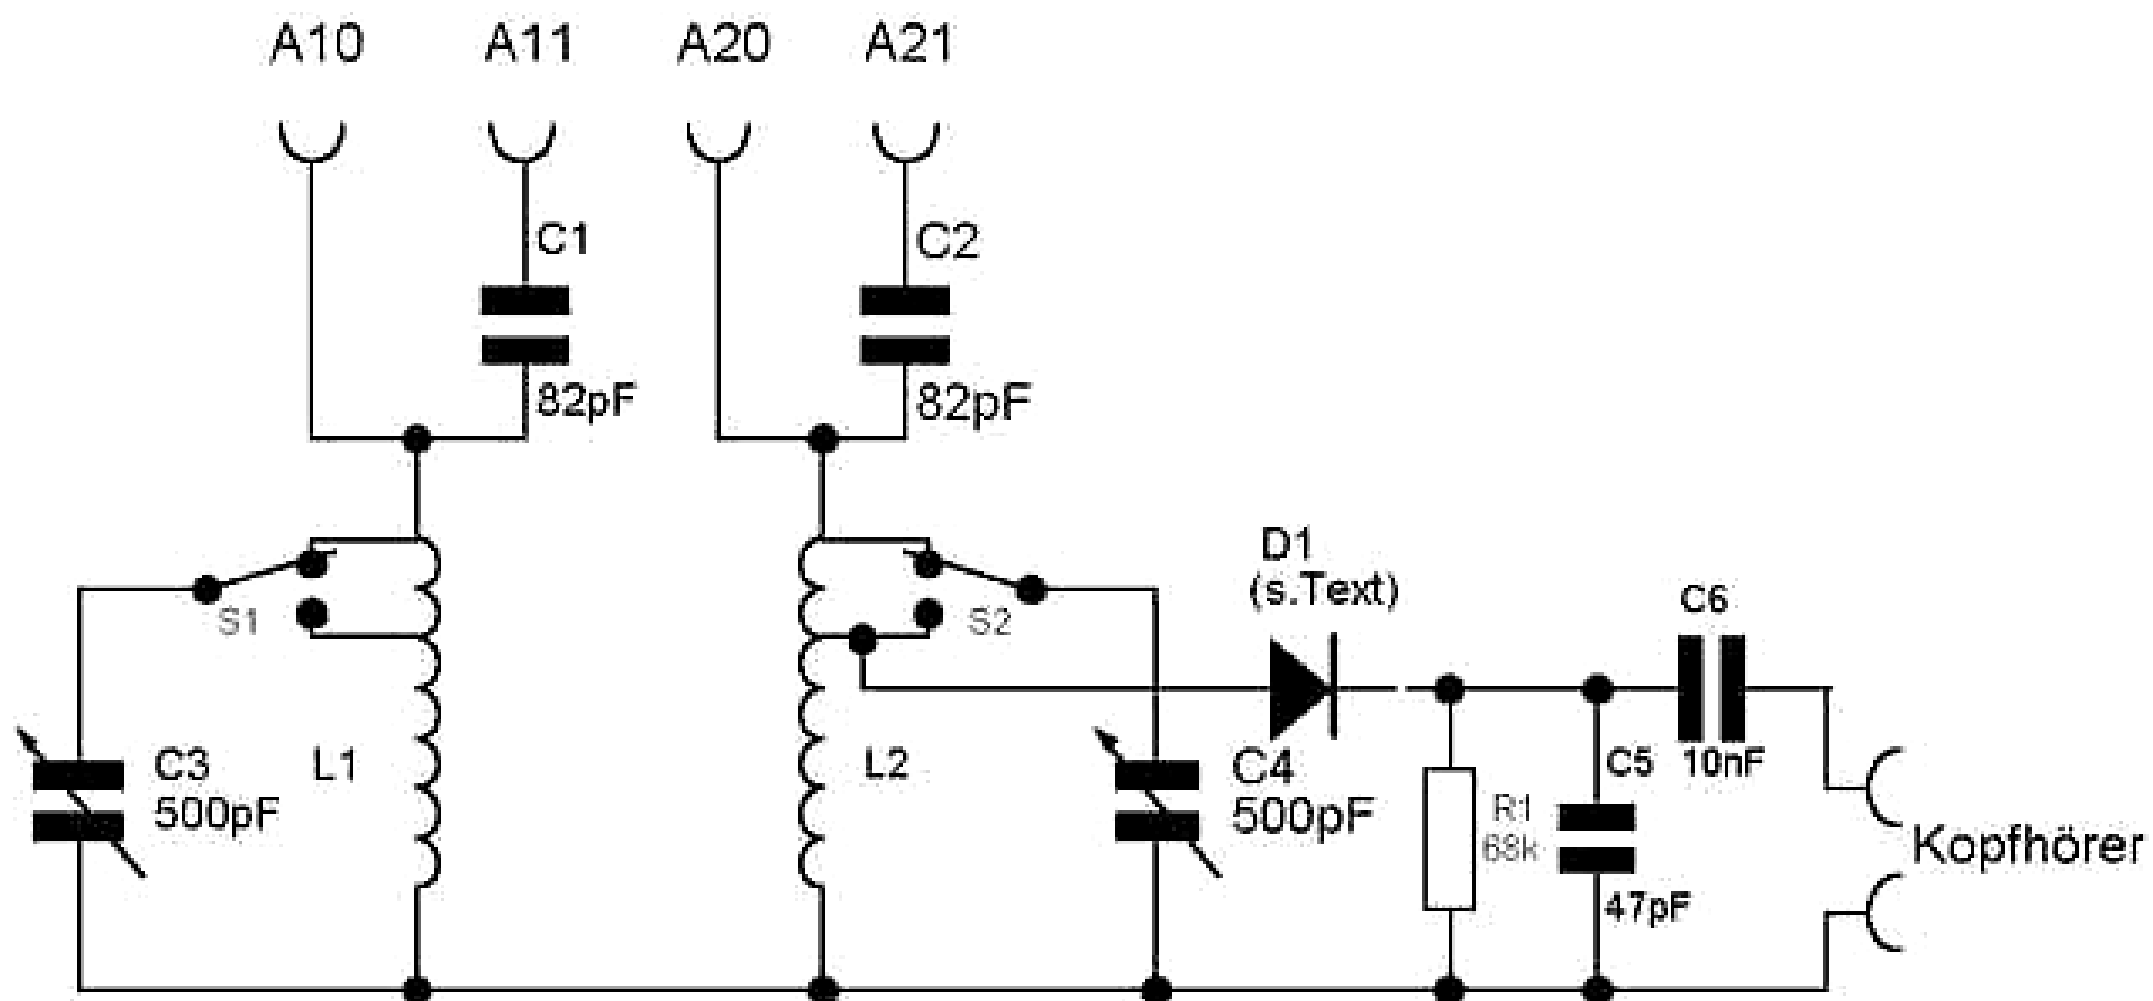 A10
A11
A20
A21
C1
C2
82pF
82pF
D1
(s.Text)
S1
S2
C6
C3
500pF
L1
L2
C4
500pF
C5
10nF
R1
68k
Kopfhörer
47pF